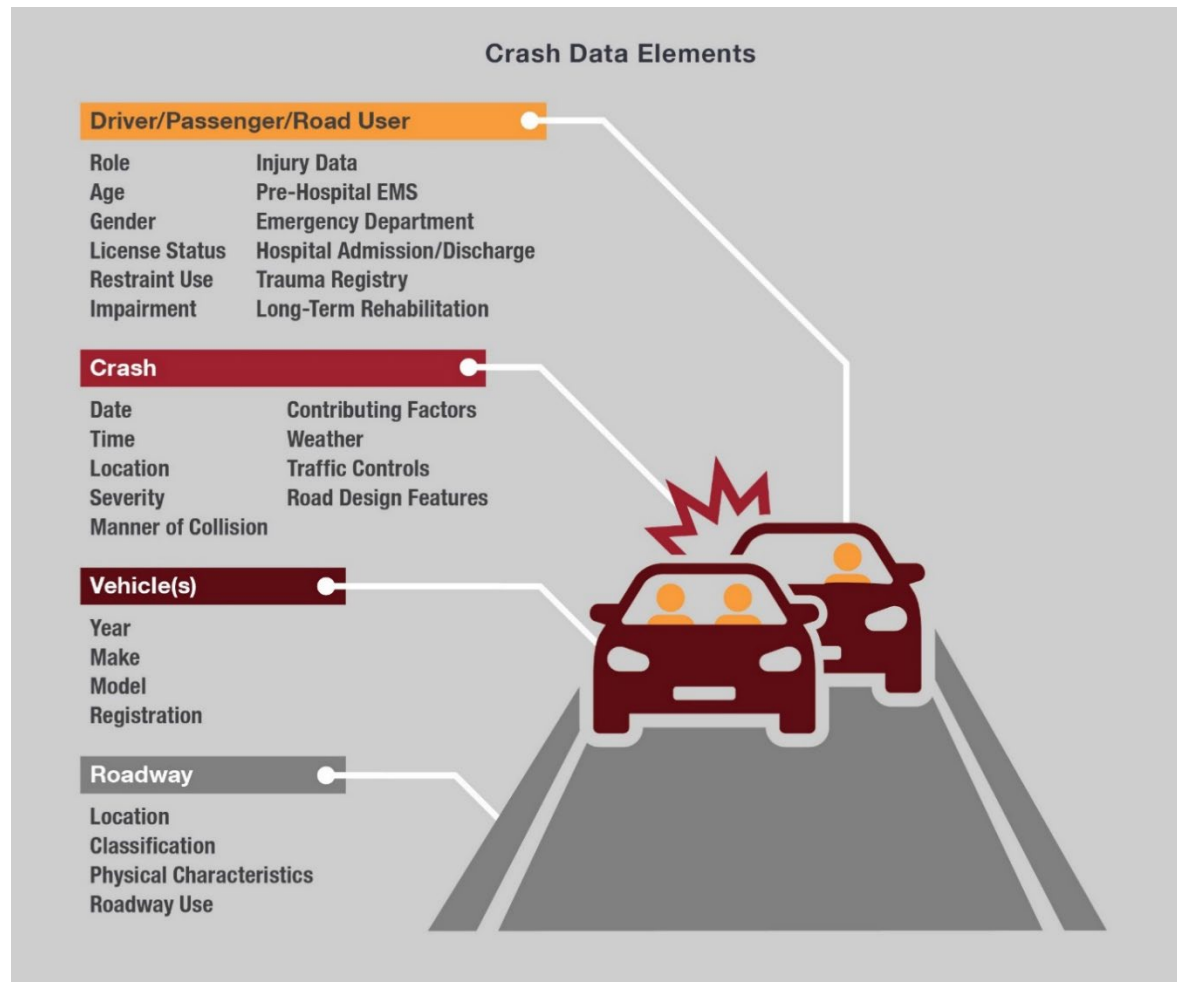 Crash Data Elements
Driver/Passenger/Road User
Role
Age
Gender
License Status
Restraint Use
Impairment
Injury Data
Pre-Hospital EMS
Emergency Department
Hospital Admission/Discharge
Trauma Registry
Long-Term Rehabilitation
Crash
Date
Time
Location
Severity
Manner of Collision
Contributing Factors
Weather
Traffic Controls
Road Design Features
Vehicle(s)
Year
Make
Model
Registration
Roadway
Location
Classification
Physical Characteristics
Roadway Use